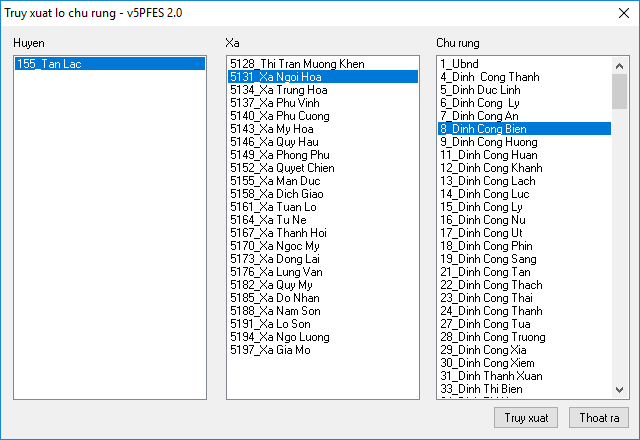 Truy xuat lo chu rung - v5PFES 2.0
Huyen
155_Tan Lac
Xa
5128_Thi Tran Muong Khen
5131_Xa Ngoi Hoa
5134_Xa Trung Hoa
5137_Xa Phu Vinh
5140_Xa Phu Cuong
5143_Xa My Hoa
5146_Xa Quy Hau
5149_Xa Phong Phu
5152_Xa Quyet Chien
5155_Xa Man Duc
5158_Xa Dich Giao
5161_Xa Tuan Lo
5164_Xa Tu Ne
5167_Xa Thanh Hoi
5170_Xa Ngoc My
5173_Xa Dong Lai
5176_Xa Lung Van
5182_Xa Quy My
5185_Xa Do Nhan
5188_Xa Nam Son
5191_Xa Lo Son
5194_Xa Ngo Luong
5197_Xa Gia Mo
Chu rung
1_Ubnd
4_Dinh  Cong Thanh
5_Dinh Duc Linh
6_Dinh Cong  Ly
7_Dinh Cong An
8_Dinh Cong Bien
9_Dinh Cong Huong
11_Dinh Cong Huan
12_Dinh Cong Khanh
13_Dinh Cong Lach
14_Dinh Cong Luc
15_Dinh Cong Ly
16_Dinh Cong Nu
17_Dinh Cong Ut
18_Dinh Cong Phin
19_Dinh Cong Sang
21_Dinh Cong Tan
22_Dinh Cong Thach
23_Dinh Cong Thai
24_Dinh Cong Thanh
27_Dinh Cong Tua
28_Dinh Cong Truong
29_Dinh Cong Xia
30_Dinh Cong Xiem
31_Dinh Thanh Xuan
33_Dinh Thi Bien
Truy xuat
Thoat ra